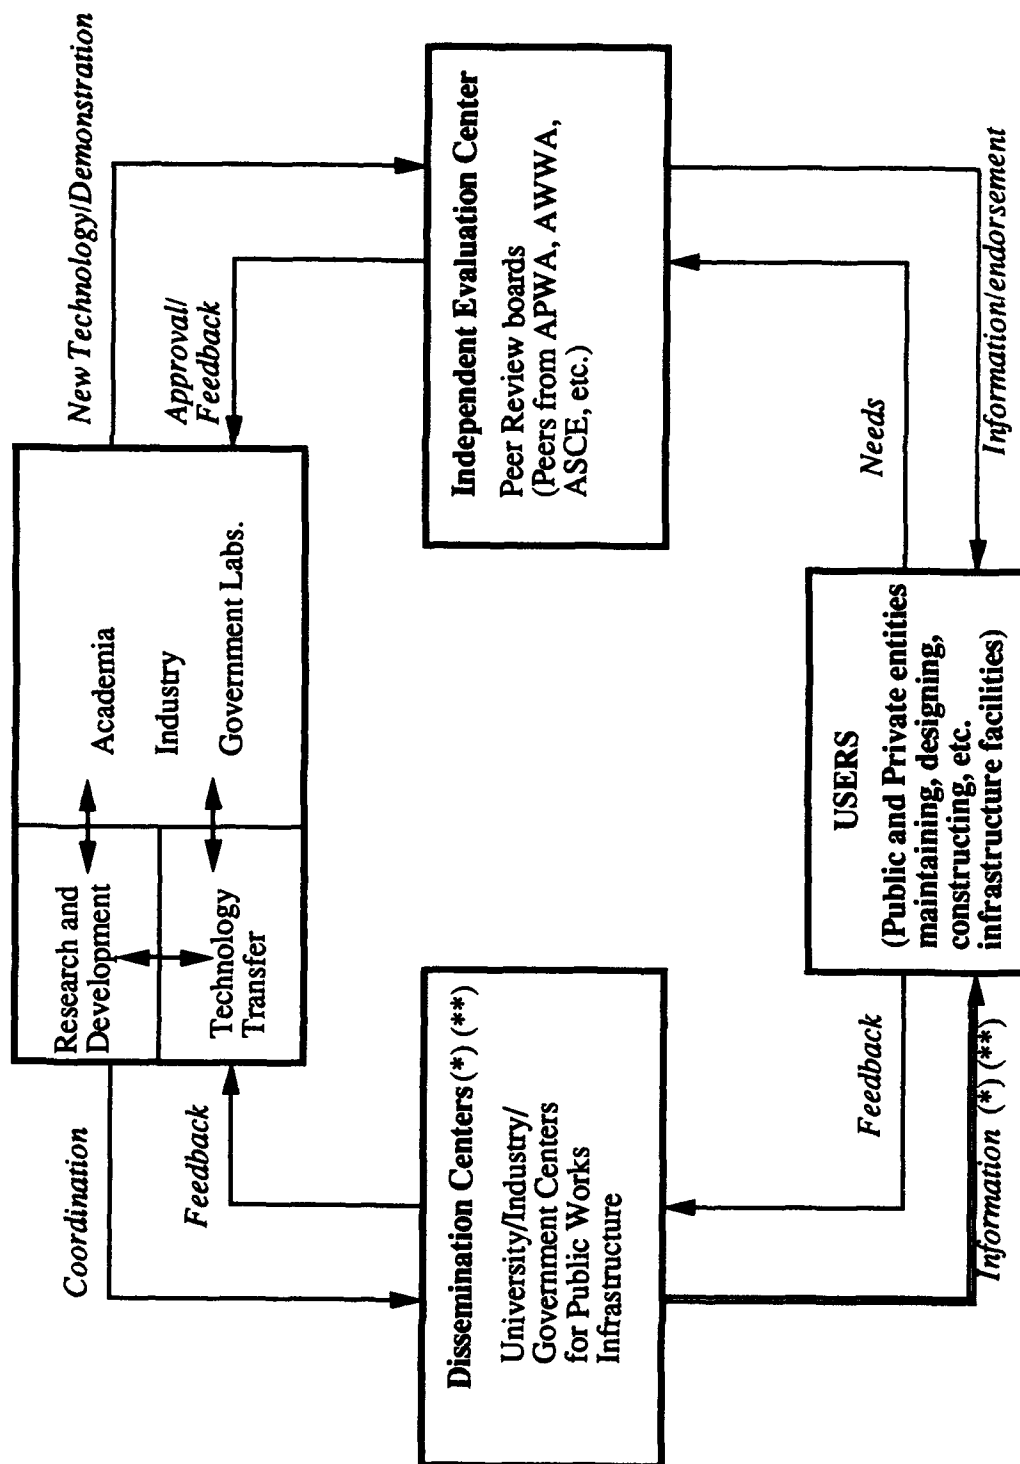 Research and
Development
Technology
Transfer
Academia
Industry
Government Labs.
Coordination
Feedback
New Technology/Demonstration
Approval/
Feedback
Dissemination Centers (*) (**)
University/Industry/
Government Centers
for Public Works
Infrastructure
Independent Evaluation Center
Peer Review boards
(Peers from APWA, AWWA,
ASCE, etc.)
Feedback
Information (*) (**)
USERS
(Public and Private entities
maintaining, designing,
constructing, etc.
infrastructure facilities)
Needs
Information/endorsement